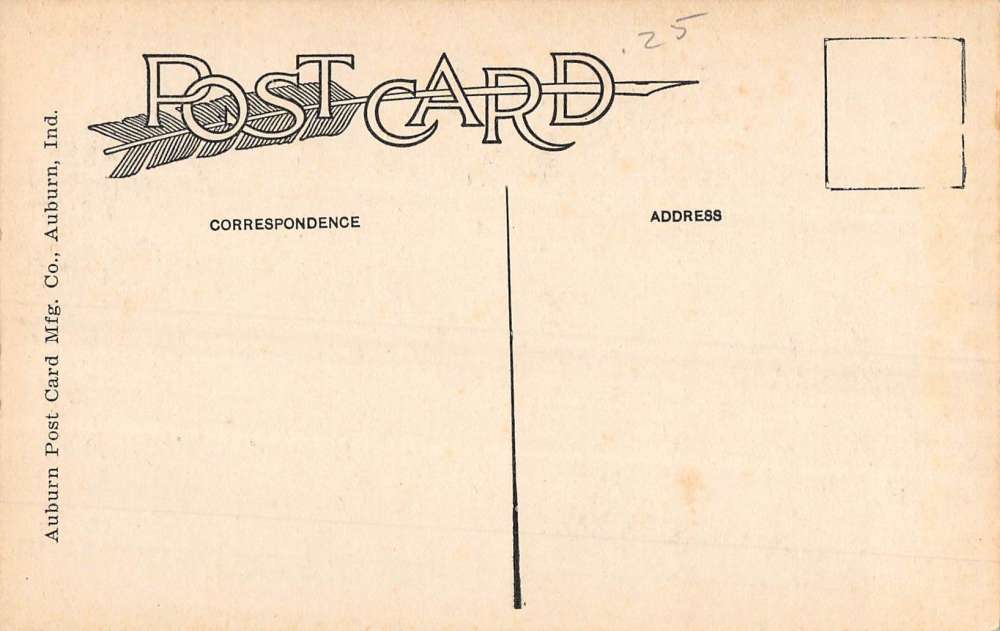 .25
POST CARD
CORRESPONDENCE
ADDRESS
Auburn Post Card Mfg. Co., Auburn, Ind.